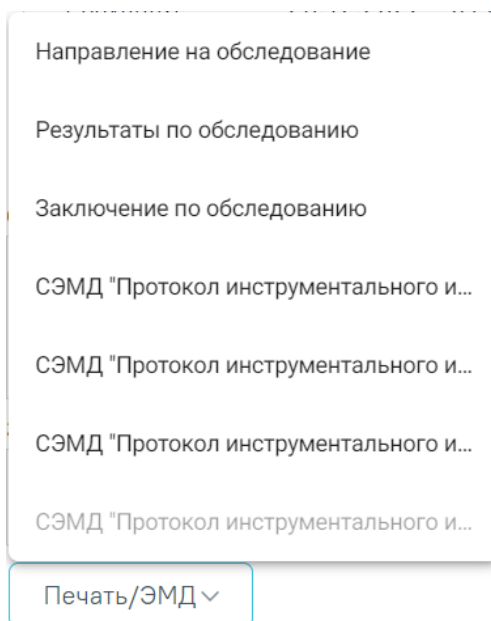 Направление на обследование
Результаты по обследованию
Заключение по обследованию
СЭМД "Протокол инструментального и...
СЭМД "Протокол инструментального и...
СЭМД "Протокол инструментального и...
СЭМД "Протокол инструментального и...
Печать/ЭМД